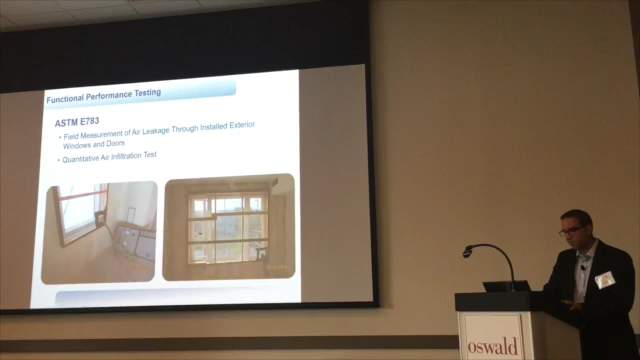 Functional Performance Testing
ASTM E783
• Field Measurement of Air Leakage Through Installed Exterior
Windows and Doors
• Quantitative Air Infiltration Test
oswald